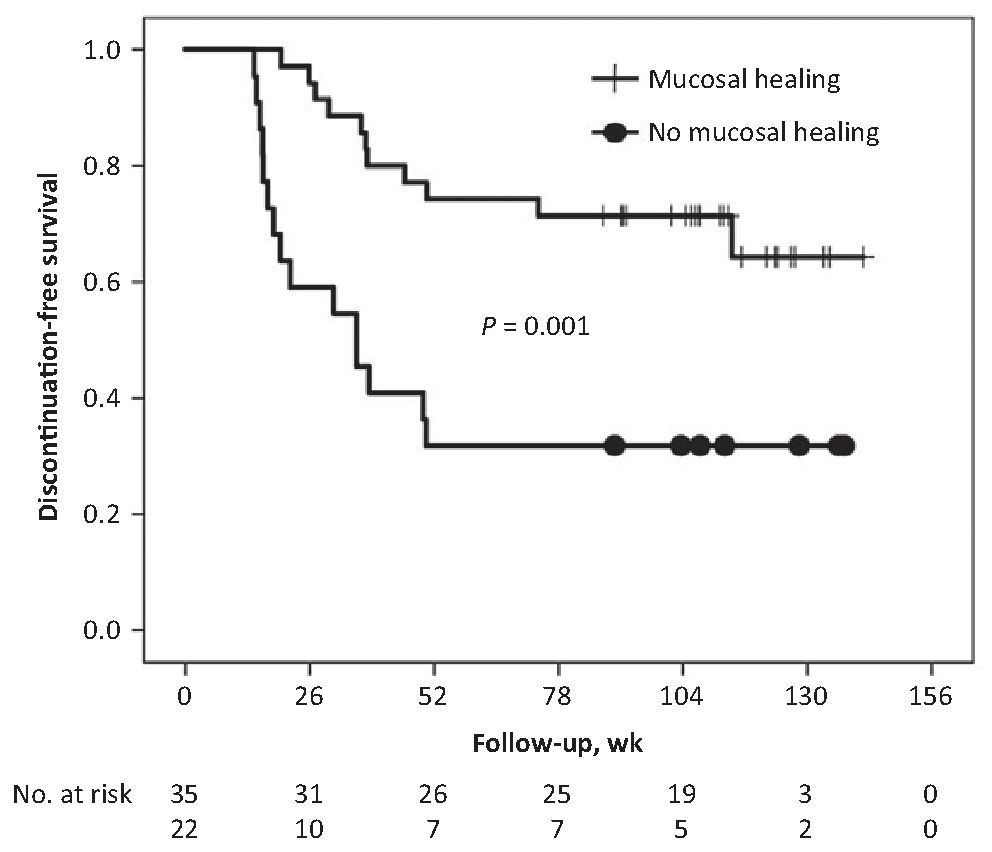 Discontinuation-free survival
1.0
0.8
0.6
0.4
0.2
0.0
Mucosal healing
No mucosal healing
P = 0.001
0 26 52 78 104 130 156
Follow-up, wk
No. at risk 35 31 26 25 19 3 0
22 10 7 7 5 2 0